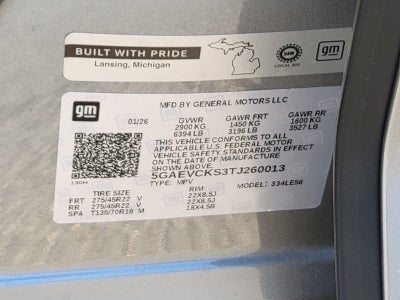 BUILT WITH PRIDE
Lansing, Michigan
UAW
LOCAL 602
gm
gm
MFD BY GENERAL MOTORS LLC
01/26 GVWR GAWR FRT GAWR RR
2900 KG 1450 KG 1600 KG
6394 LB 3196 LB 3527 LB
THIS VEHICLE CONFORMS TO ALL
APPLICABLE U.S. FEDERAL MOTOR
VEHICLE SAFETY STANDARDS IN EFFECT
ON THE DATE OF MANUFACTURE
5GAEVCKS3TJ260013
TYPE: MPV MODEL: 334LE56
TIRE SIZE RIM
FRT 275/45R22 V 22X8.5J
RR 275/45R22 V 22X8.5J
SPA T135/70R18 M 18X4.5B